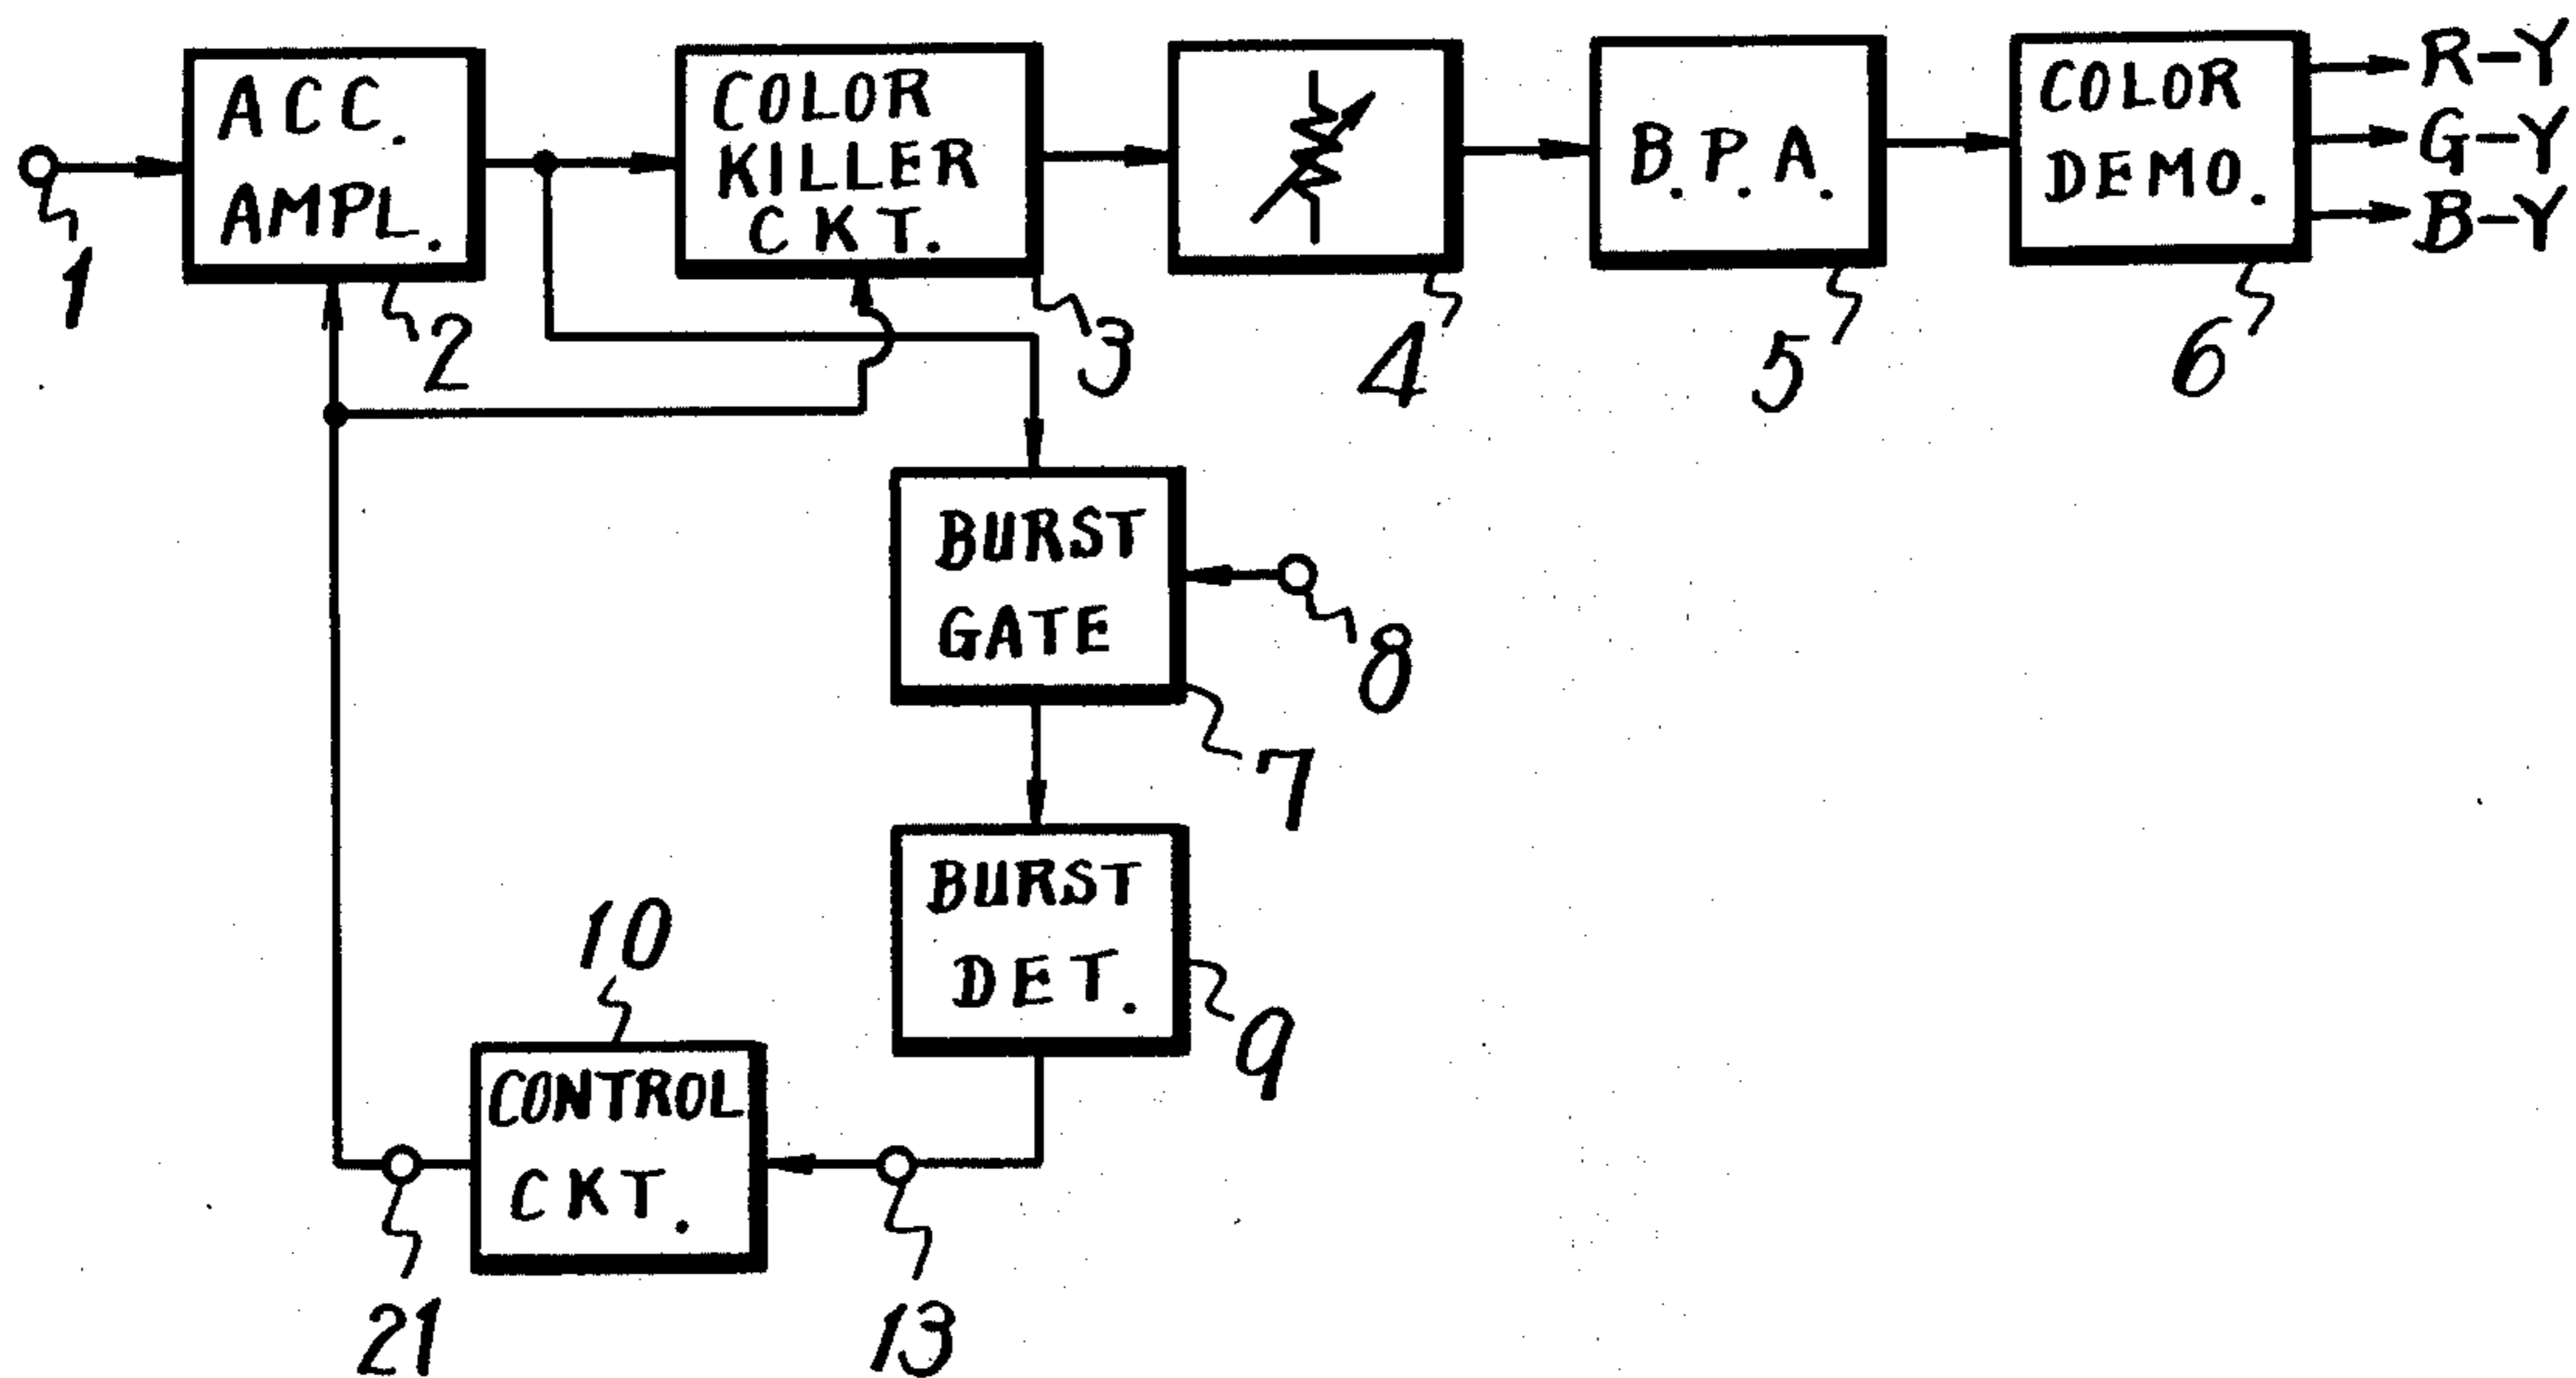 ACC.
AMPL.
COLOR
KILLER
CKT.
B.P.A.
COLOR
DEMO.
R-Y
G-Y
B-Y
1
2
3
4
5
6
BURST
GATE
8
7
BURST
DET.
9
10
CONTROL
CKT.
21
13